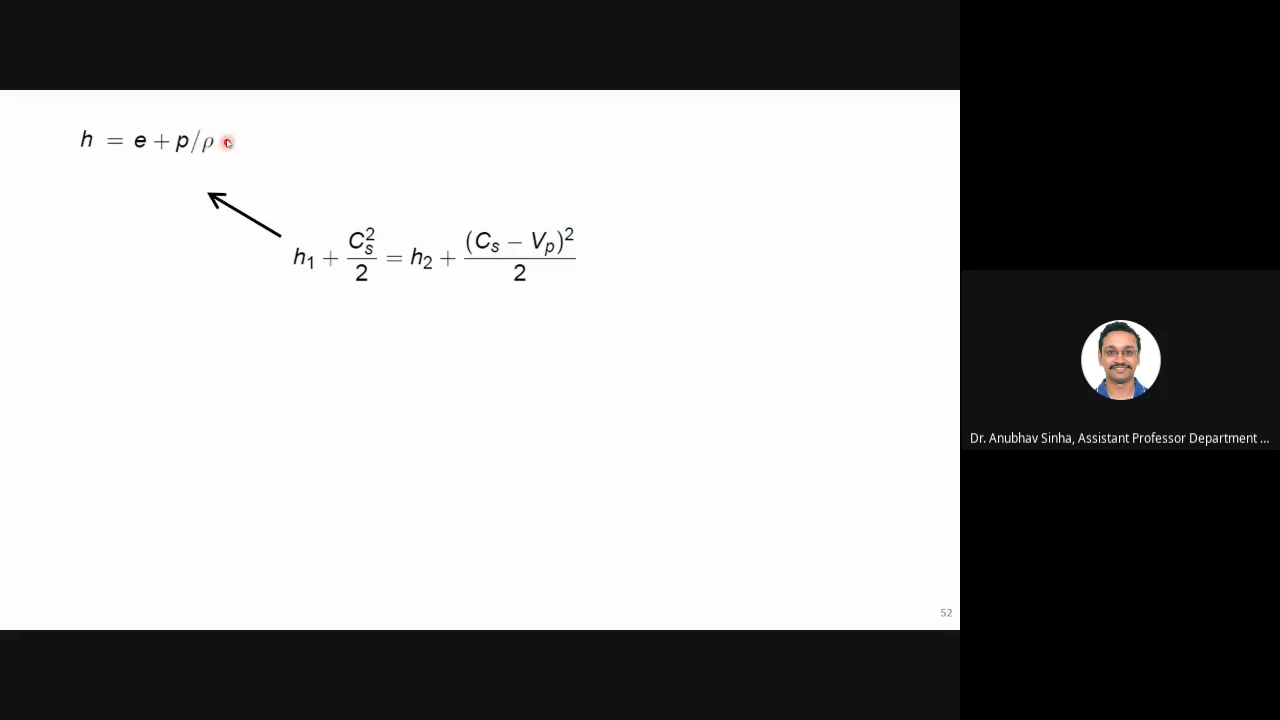 h = e + p/ρ
h₁ + C_s²/2 = h₂ + (C_s − V_p)²/2
Dr. Anubhav Sinha, Assistant Professor Department ...
52